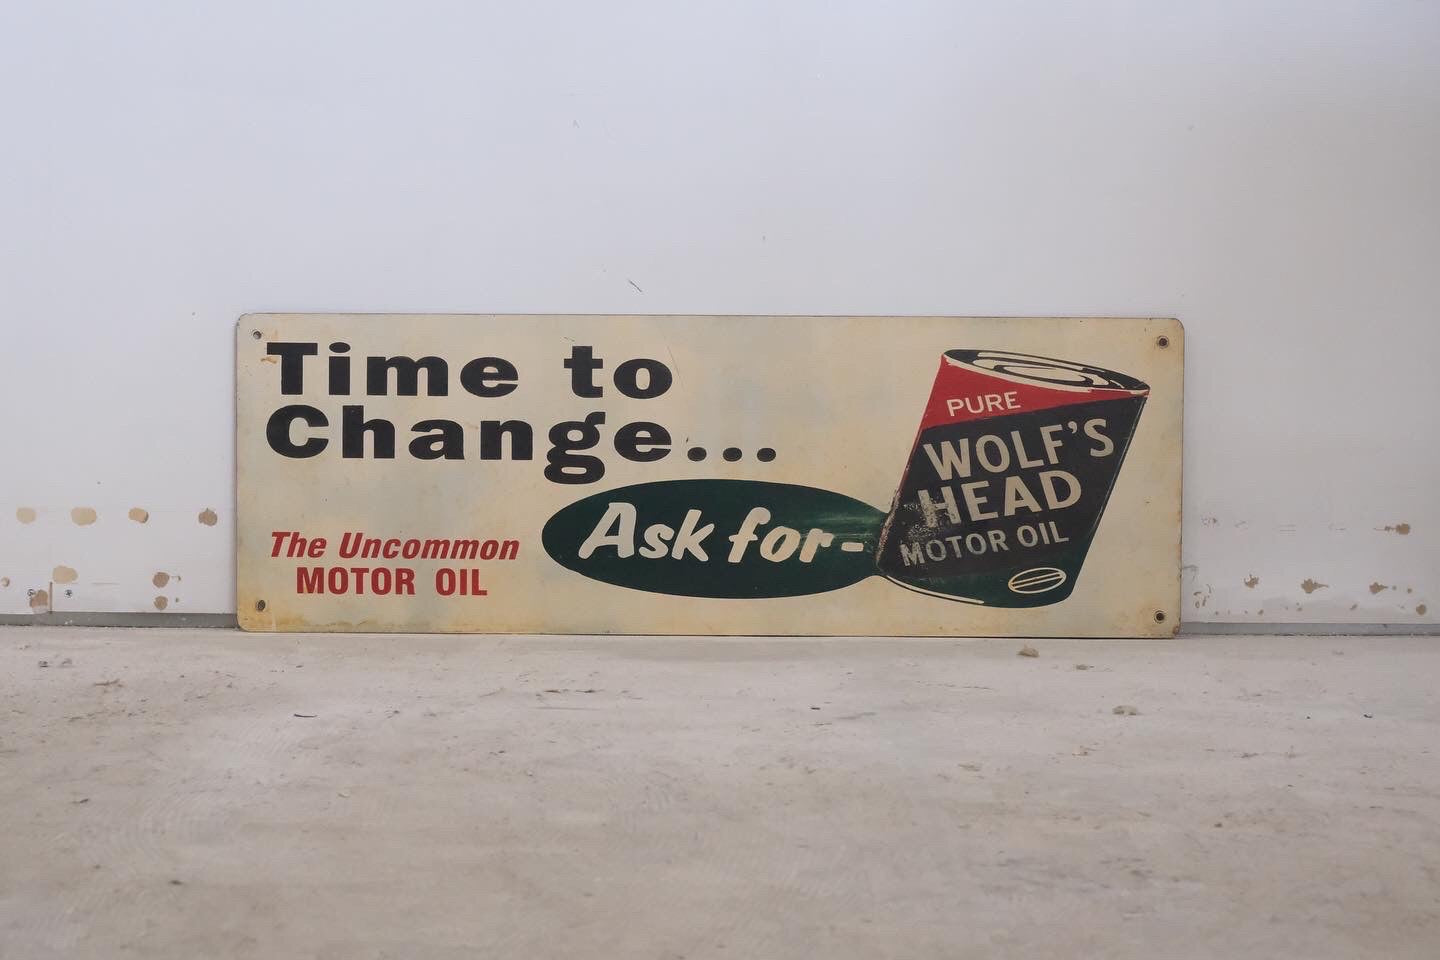 Time to
Change...
The Uncommon
MOTOR OIL
Ask for-
PURE
WOLF'S
HEAD
MOTOR OIL